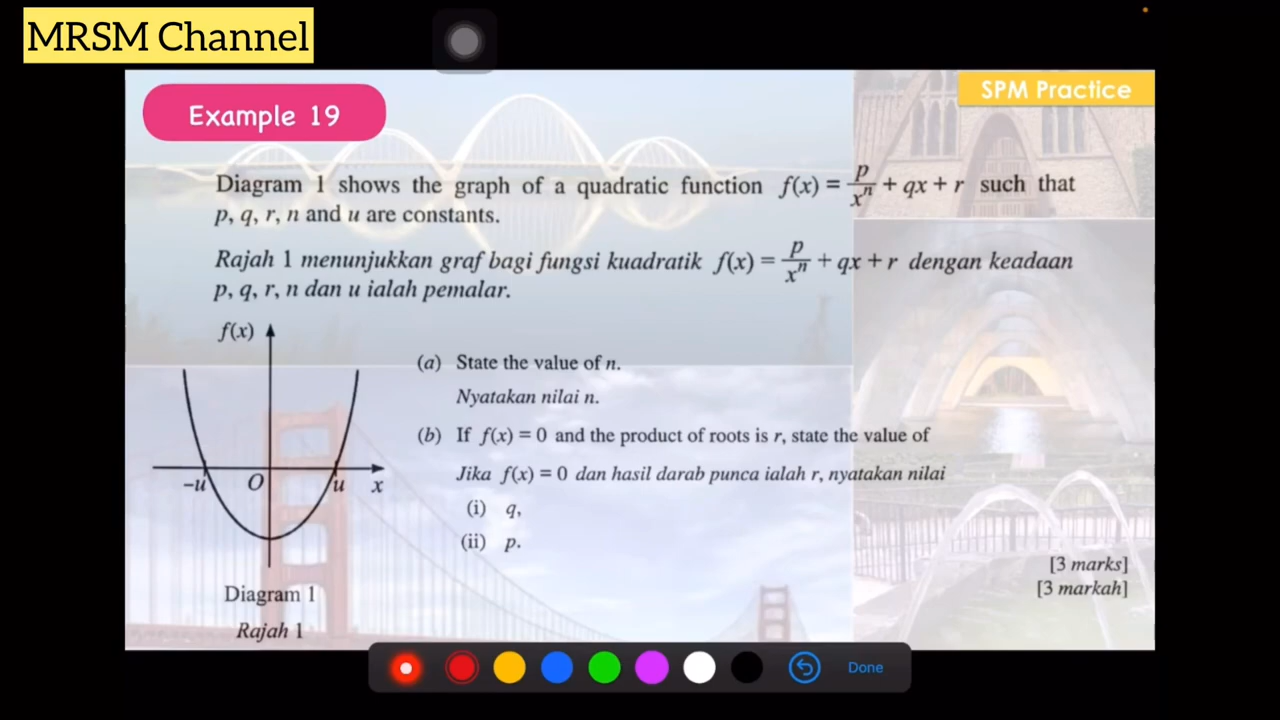 MRSM Channel
SPM Practice
Example 19
Diagram 1 shows the graph of a quadratic function f(x) = p/xⁿ + qx + r such that
p, q, r, n and u are constants.
Rajah 1 menunjukkan graf bagi fungsi kuadratik f(x) = p/xⁿ + qx + r dengan keadaan
p, q, r, n dan u ialah pemalar.
f(x)
-u O u x
Diagram 1
Rajah 1
(a) State the value of n.
Nyatakan nilai n.
(b) If f(x) = 0 and the product of roots is r, state the value of
Jika f(x) = 0 dan hasil darab punca ialah r, nyatakan nilai
(i) q,
(ii) p.
[3 marks]
[3 markah]
Done